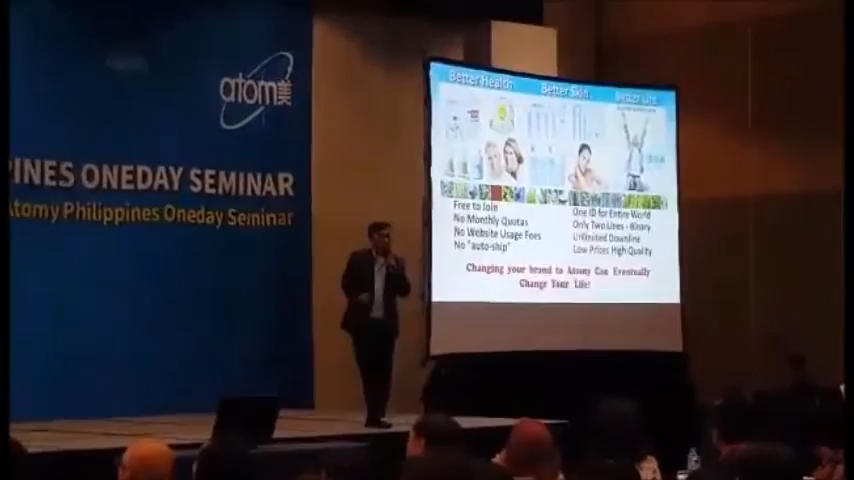 atom美
PINES ONEDAY SEMINAR
Atomy Philippines Oneday Seminar
Better Health
Better Skin
Better Life
Free to Join
No Monthly Quotas
No Website Usage Fees
No "auto-ship"
One ID for Entire World
Only Two Lines - Binary
Unlimited Downline
Low Prices High Quality
Changing your brand to Atomy Can Eventually
Change Your Life!